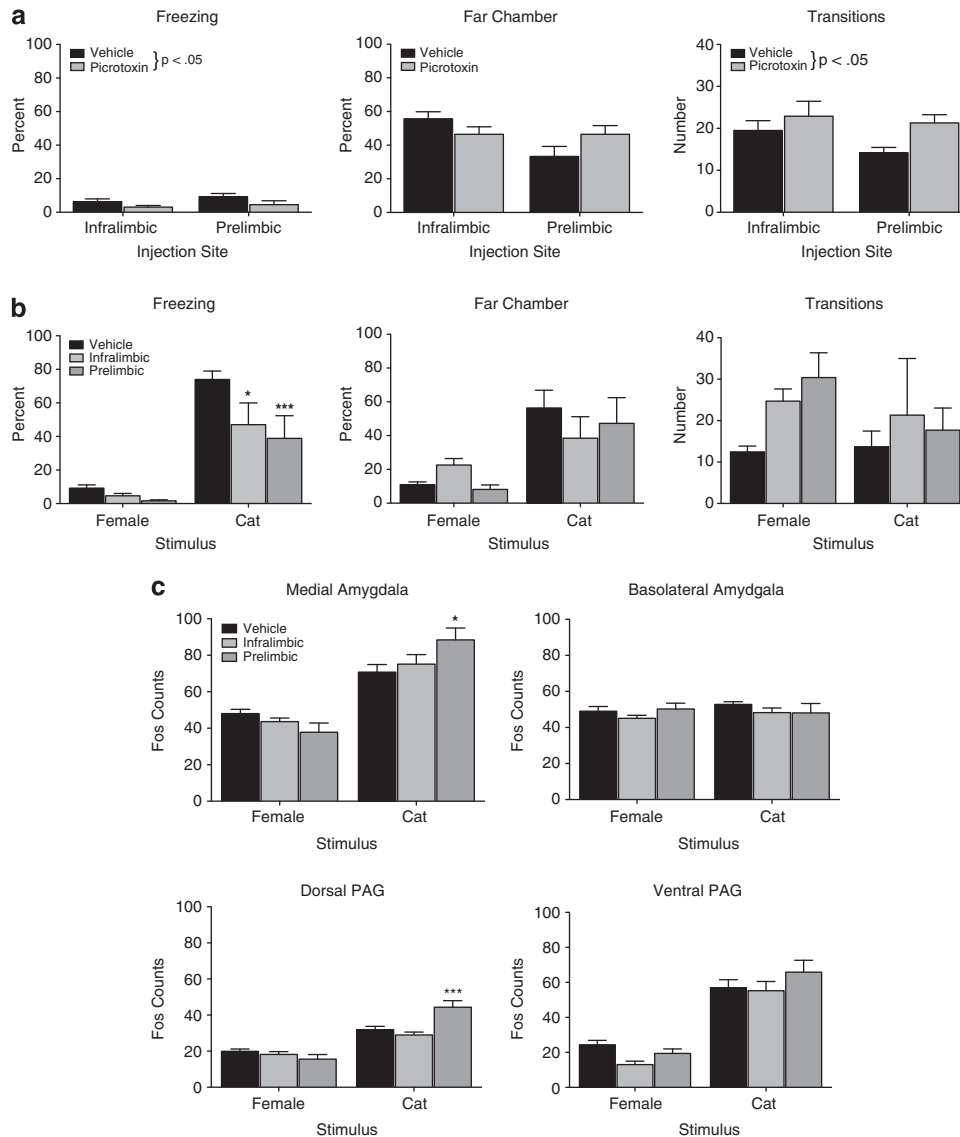 a
Freezing
100
80
60
40
20
0
Percent
Vehicle
Picrotoxin
} p < .05
Infralimbic Prelimbic
Injection Site
Far Chamber
100
80
60
40
20
0
Percent
Vehicle
Picrotoxin
Infralimbic Prelimbic
Injection Site
Transitions
40
30
20
10
0
Number
Vehicle
Picrotoxin
} p < .05
Infralimbic Prelimbic
Injection Site
b
Freezing
100
80
60
40
20
0
Percent
Vehicle
Infralimbic
Prelimbic
*
***
Female Cat
Stimulus
Far Chamber
100
80
60
40
20
0
Percent
Female Cat
Stimulus
Transitions
40
30
20
10
0
Number
Female Cat
Stimulus
c
Medial Amygdala
100
80
60
40
20
0
Fos Counts
Vehicle
Infralimbic
Prelimbic
*
Female Cat
Stimulus
Basolateral Amydgala
100
80
60
40
20
0
Fos Counts
Female Cat
Stimulus
Dorsal PAG
100
80
60
40
20
0
Fos Counts
***
Female Cat
Stimulus
Ventral PAG
100
80
60
40
20
0
Fos Counts
Female Cat
Stimulus